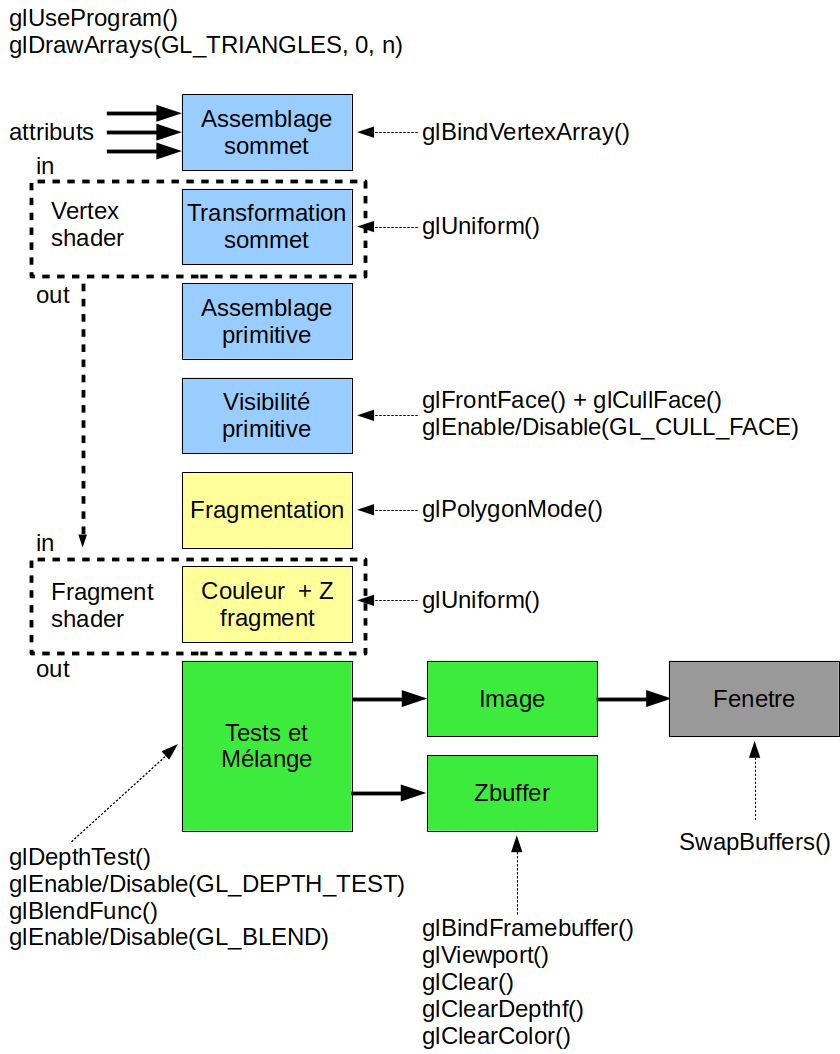 glUseProgram()
glDrawArrays(GL_TRIANGLES, 0, n)
attributs
Assemblage
sommet
glBindVertexArray()
in
Vertex
shader
Transformation
sommet
glUniform()
out
Assemblage
primitive
Visibilité
primitive
glFrontFace() + glCullFace()
glEnable/Disable(GL_CULL_FACE)
Fragmentation
glPolygonMode()
in
Fragment
shader
Couleur + Z
fragment
glUniform()
out
Tests et
Mélange
Image
Fenetre
Zbuffer
SwapBuffers()
glDepthTest()
glEnable/Disable(GL_DEPTH_TEST)
glBlendFunc()
glEnable/Disable(GL_BLEND)
glBindFramebuffer()
glViewport()
glClear()
glClearDepthf()
glClearColor()